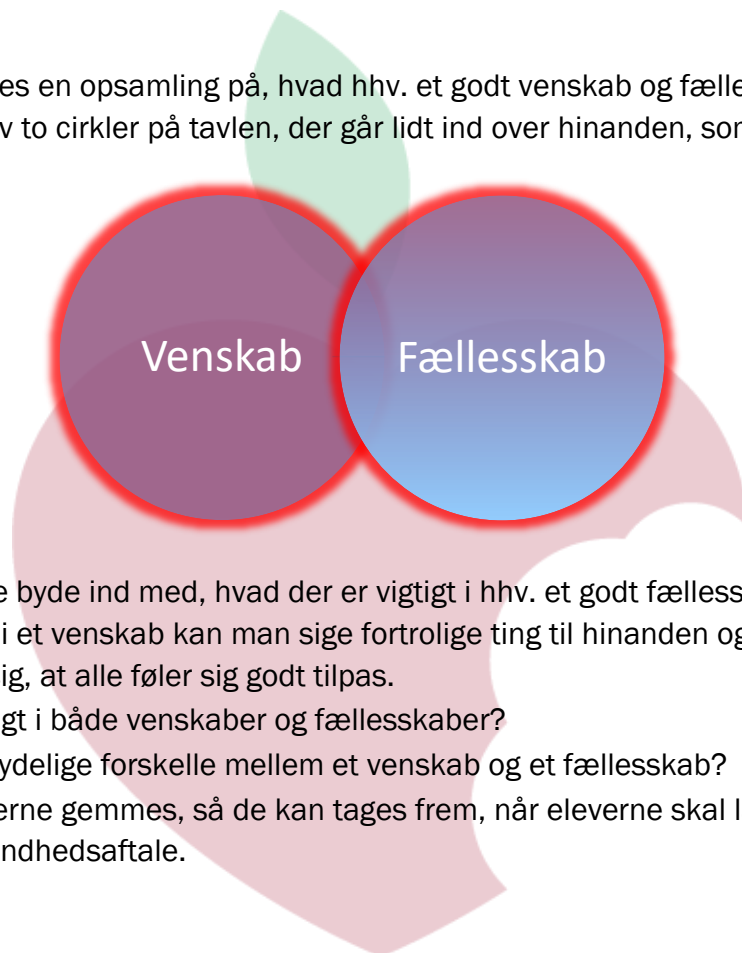 es en opsamling på, hvad hhv. et godt venskab og fælle
v to cirkler på tavlen, der går lidt ind over hinanden, sor
Venskab
Fællesskab
e byde ind med, hvad der er vigtigt i hhv. et godt fælless
i et venskab kan man sige fortrolige ting til hinanden og
ig, at alle føler sig godt tilpas.
gt i både venskaber og fællesskaber?
ydelige forskelle mellem et venskab og et fællesskab?
erne gemmes, så de kan tages frem, når eleverne skal l
ndhedsaftale.